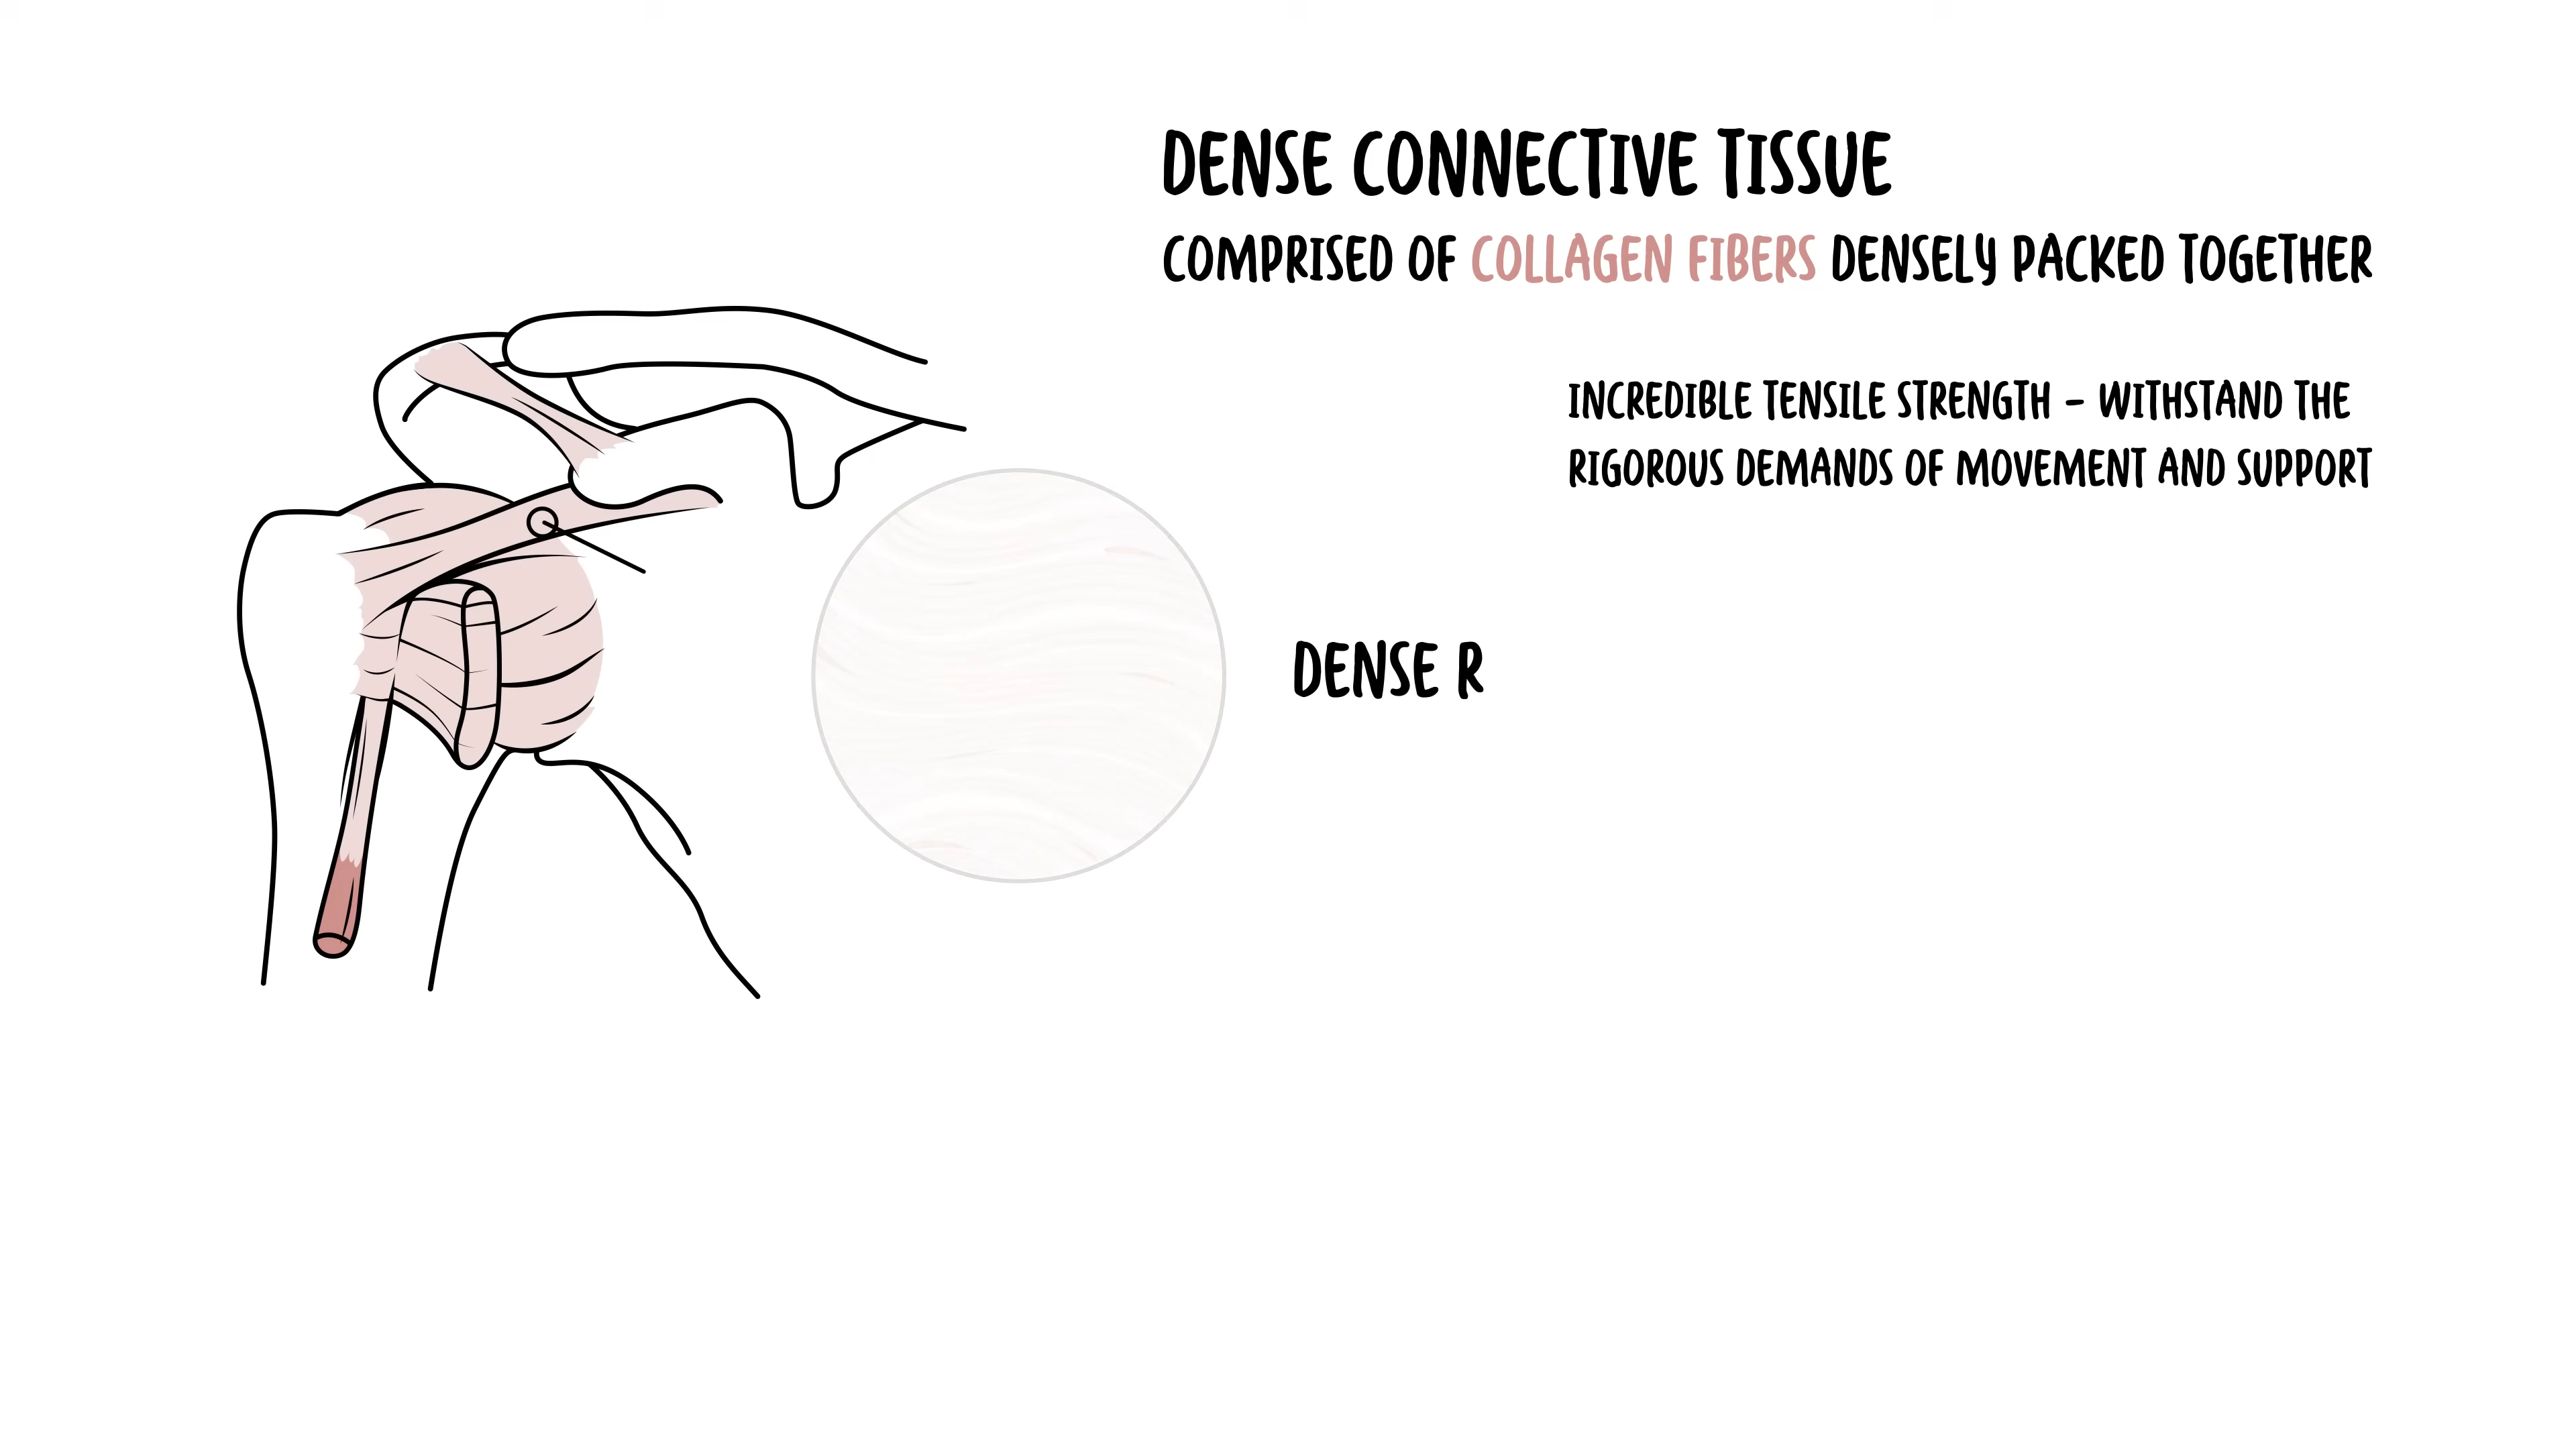 DENSE CONNECTIVE TISSUE
COMPRISED OF COLLAGEN FIBERS DENSELY PACKED TOGETHER
INCREDIBLE TENSILE STRENGTH - WITHSTAND THE
RIGOROUS DEMANDS OF MOVEMENT AND SUPPORT
DENSE R